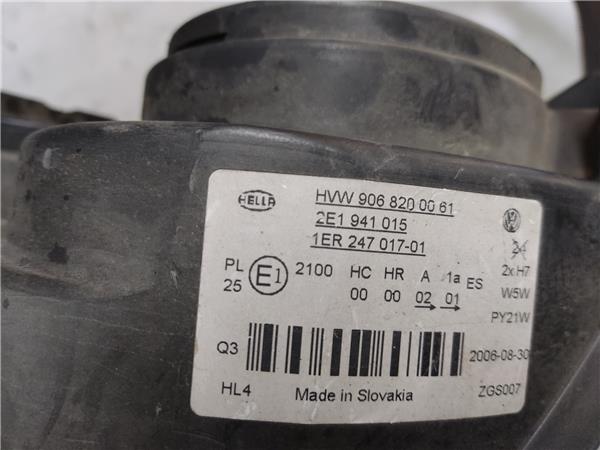 HELLA
HVW 906 820 00 61
2E1 941 015
1ER 247 017-01
PL 25
E1
2100 HC HR A 1a ES
00 00 02 01
2x H7
W5W
PY21W
Q3
2006-08-30
HL4 Made in Slovakia ZGS007